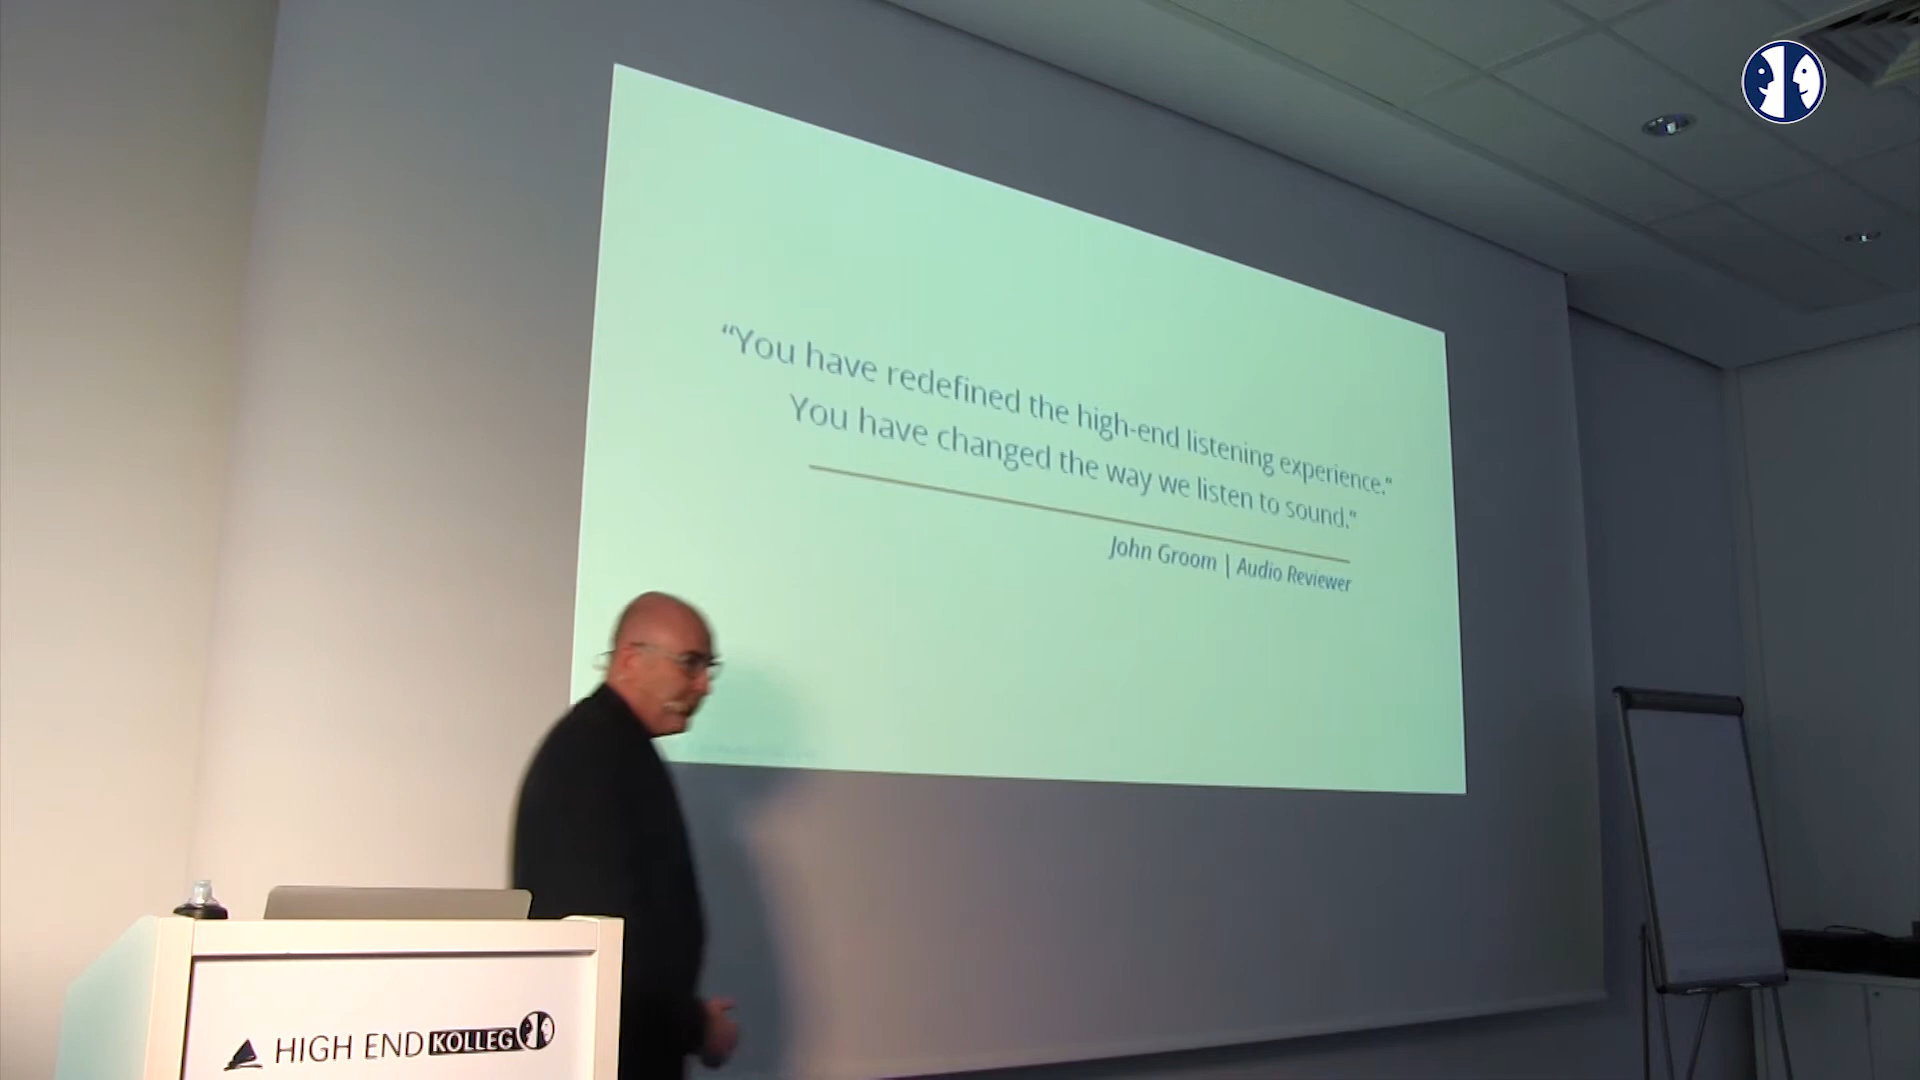 “You have redefined the high-end listening experience."
You have changed the way we listen to sound."
John Groom | Audio Reviewer
HIGH END KOLLEG